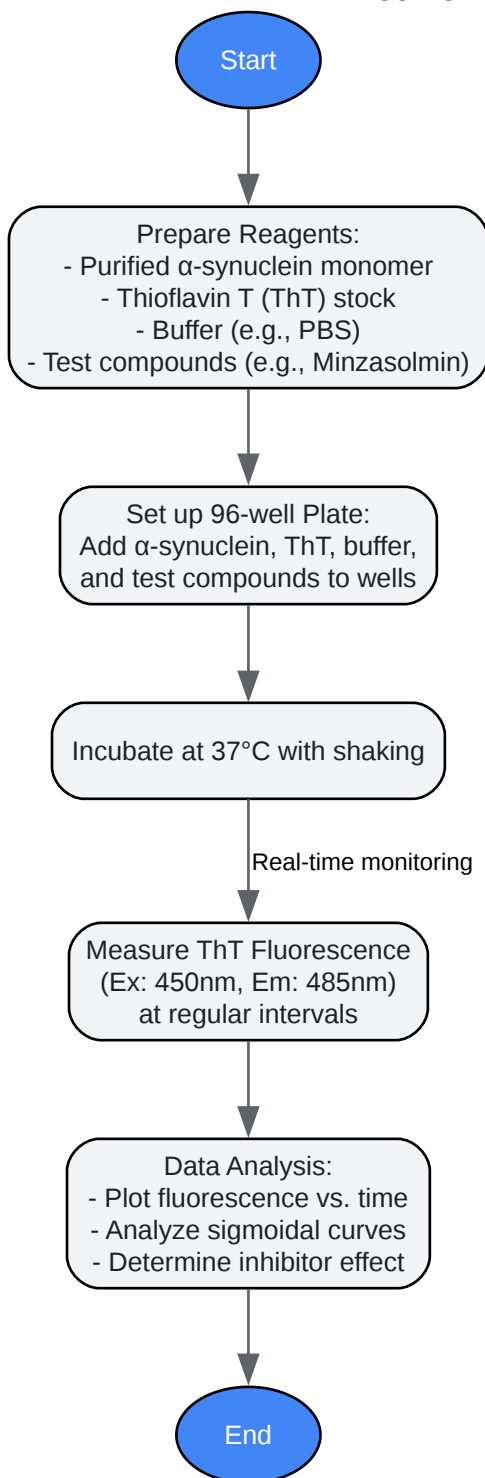 Start
Prepare Reagents:
- Purified α-synuclein monomer
- Thioflavin T (ThT) stock
- Buffer (e.g., PBS)
- Test compounds (e.g., Minzasolmin)
Set up 96-well Plate:
Add α-synuclein, ThT, buffer,
and test compounds to wells
Incubate at 37°C with shaking
Real-time monitoring
Measure ThT Fluorescence
(Ex: 450nm, Em: 485nm)
at regular intervals
Data Analysis:
- Plot fluorescence vs. time
- Analyze sigmoidal curves
- Determine inhibitor effect
End